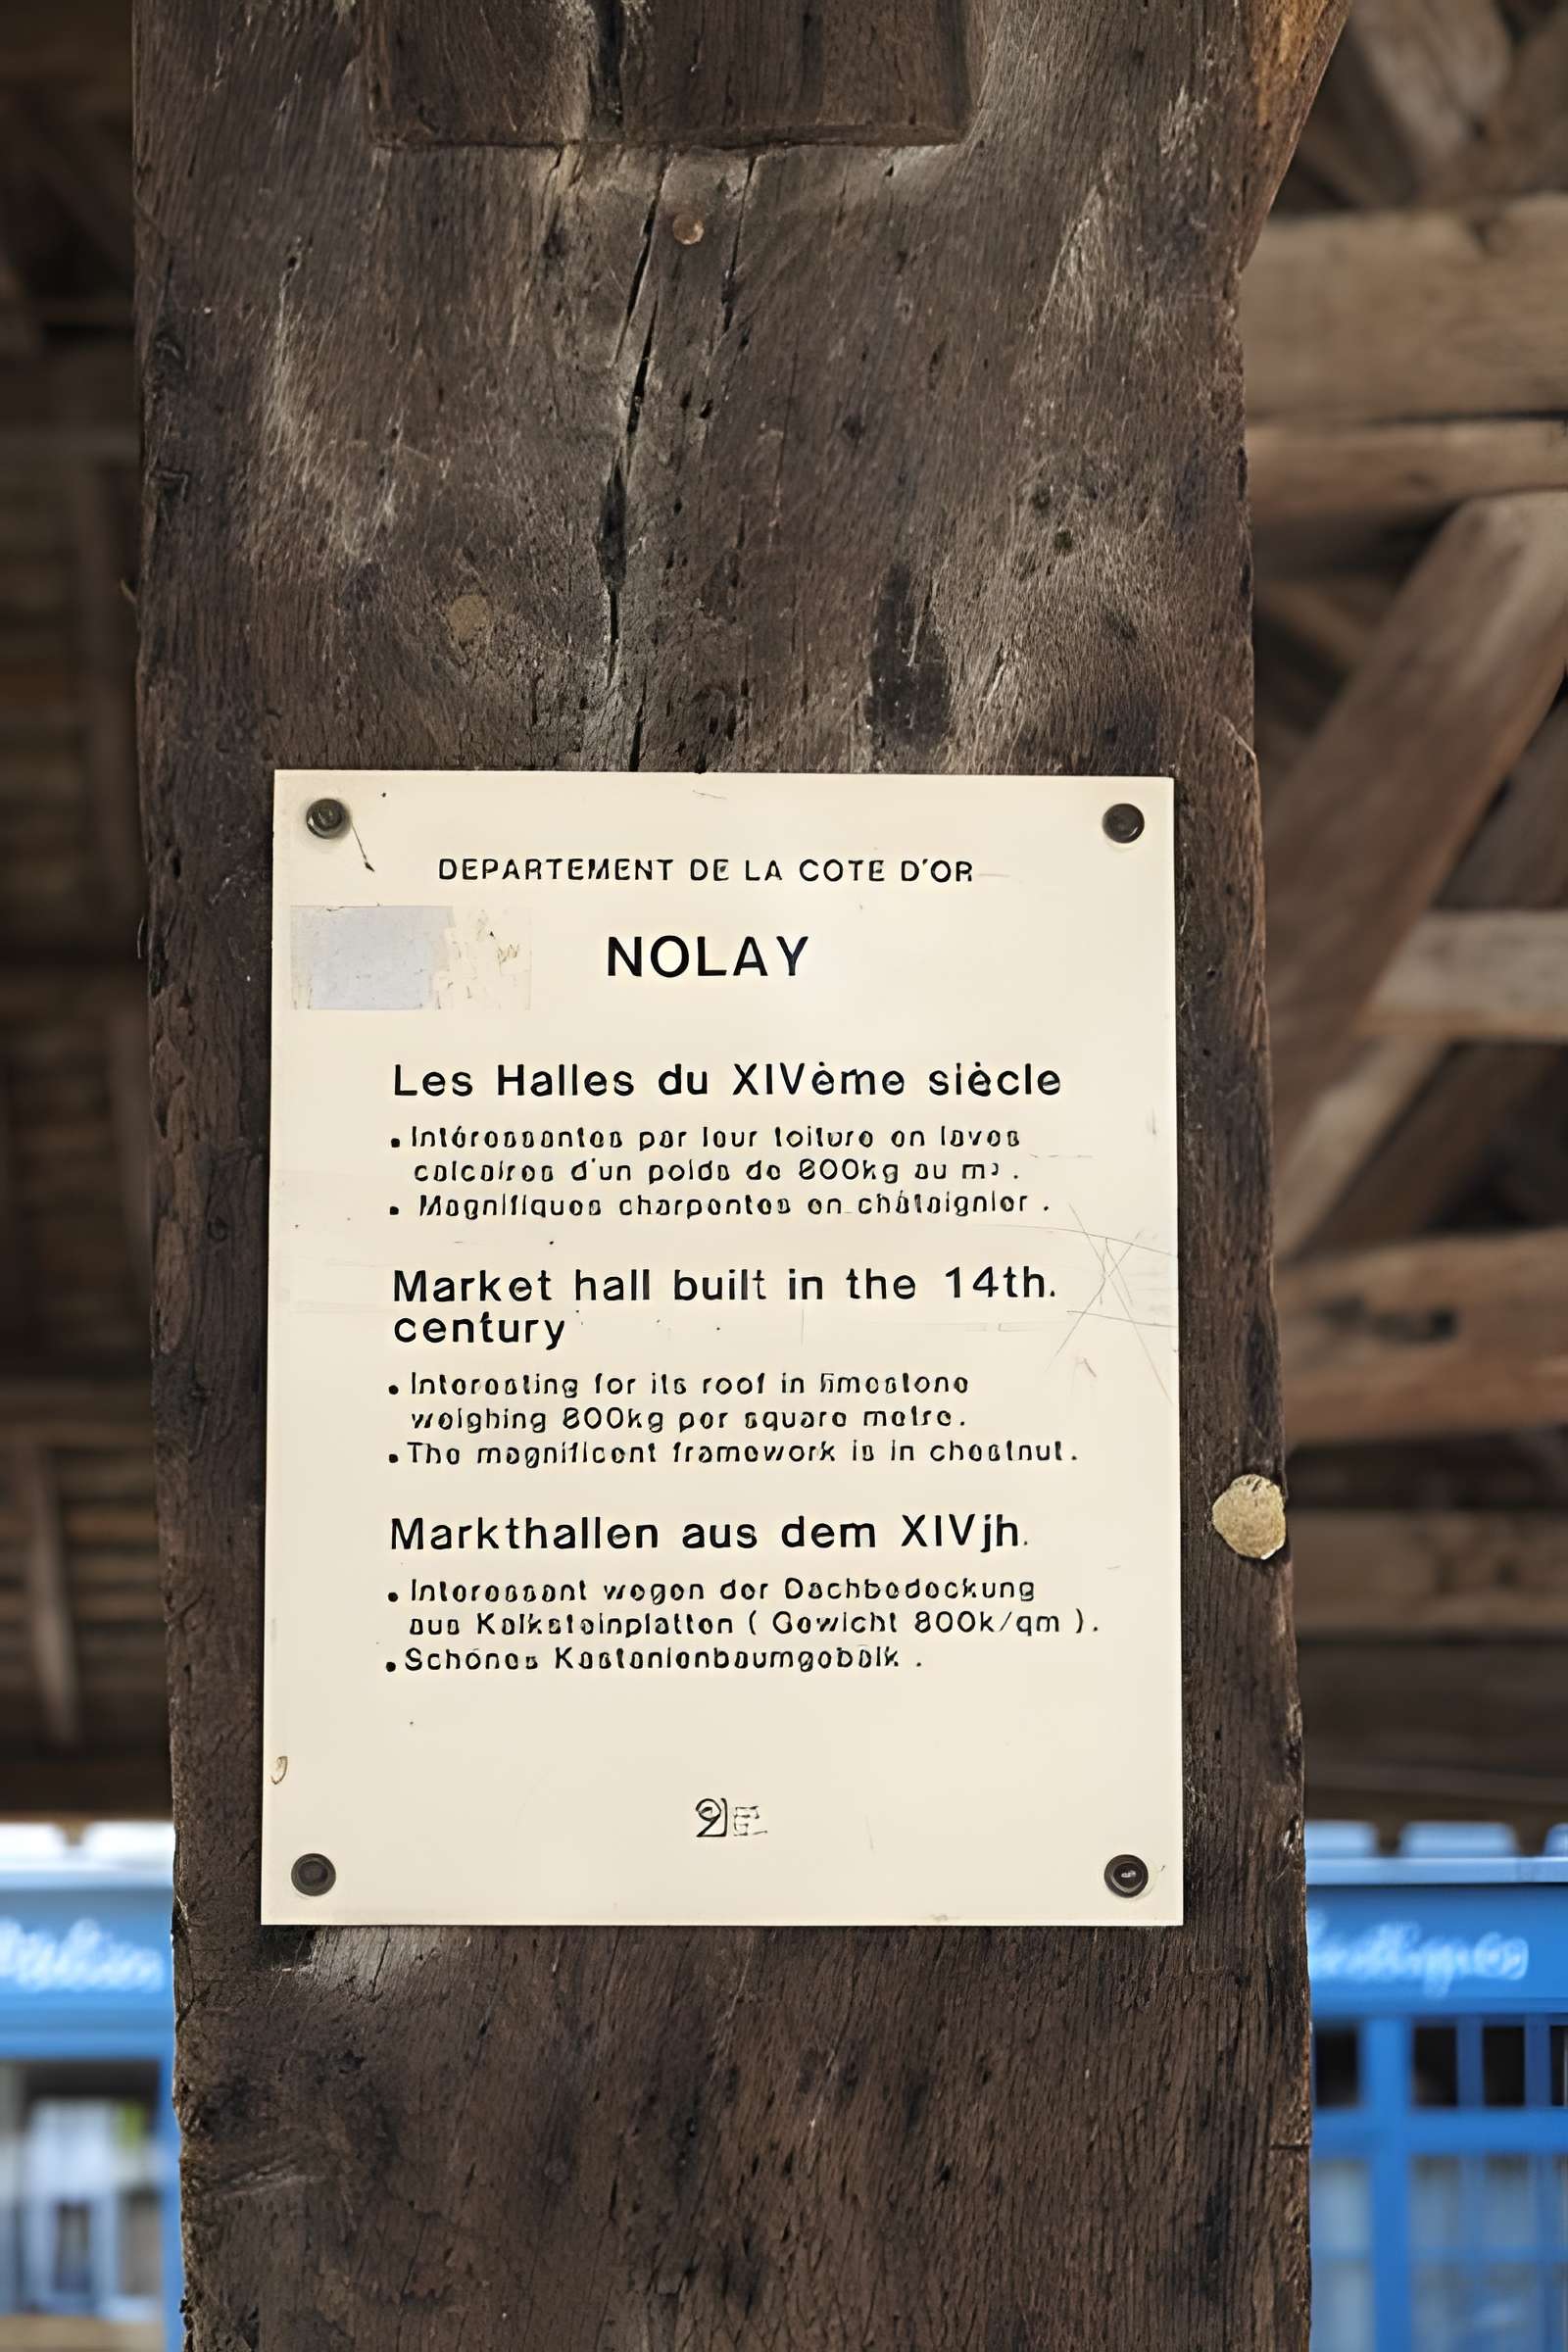 DEPARTEMENT DE LA COTE D'OR
NOLAY
Les Halles du XIVème siècle
• Intéressantes par leur toiture en laves
calcaires d'un poids de 800kg au m² .
• Magnifiques charpentes en châtaignier .
Market hall built in the 14th.
century
• Interesting for its roof in limestone
weighing 800kg per square metre.
• The magnificent framework is in chestnut.
Markthallen aus dem XIVjh.
• Interessant wegen der Dachbedeckung
aus Kalksteinplatten ( Gewicht 800k/qm ).
• Schönes Kastanienbaumgebälk .